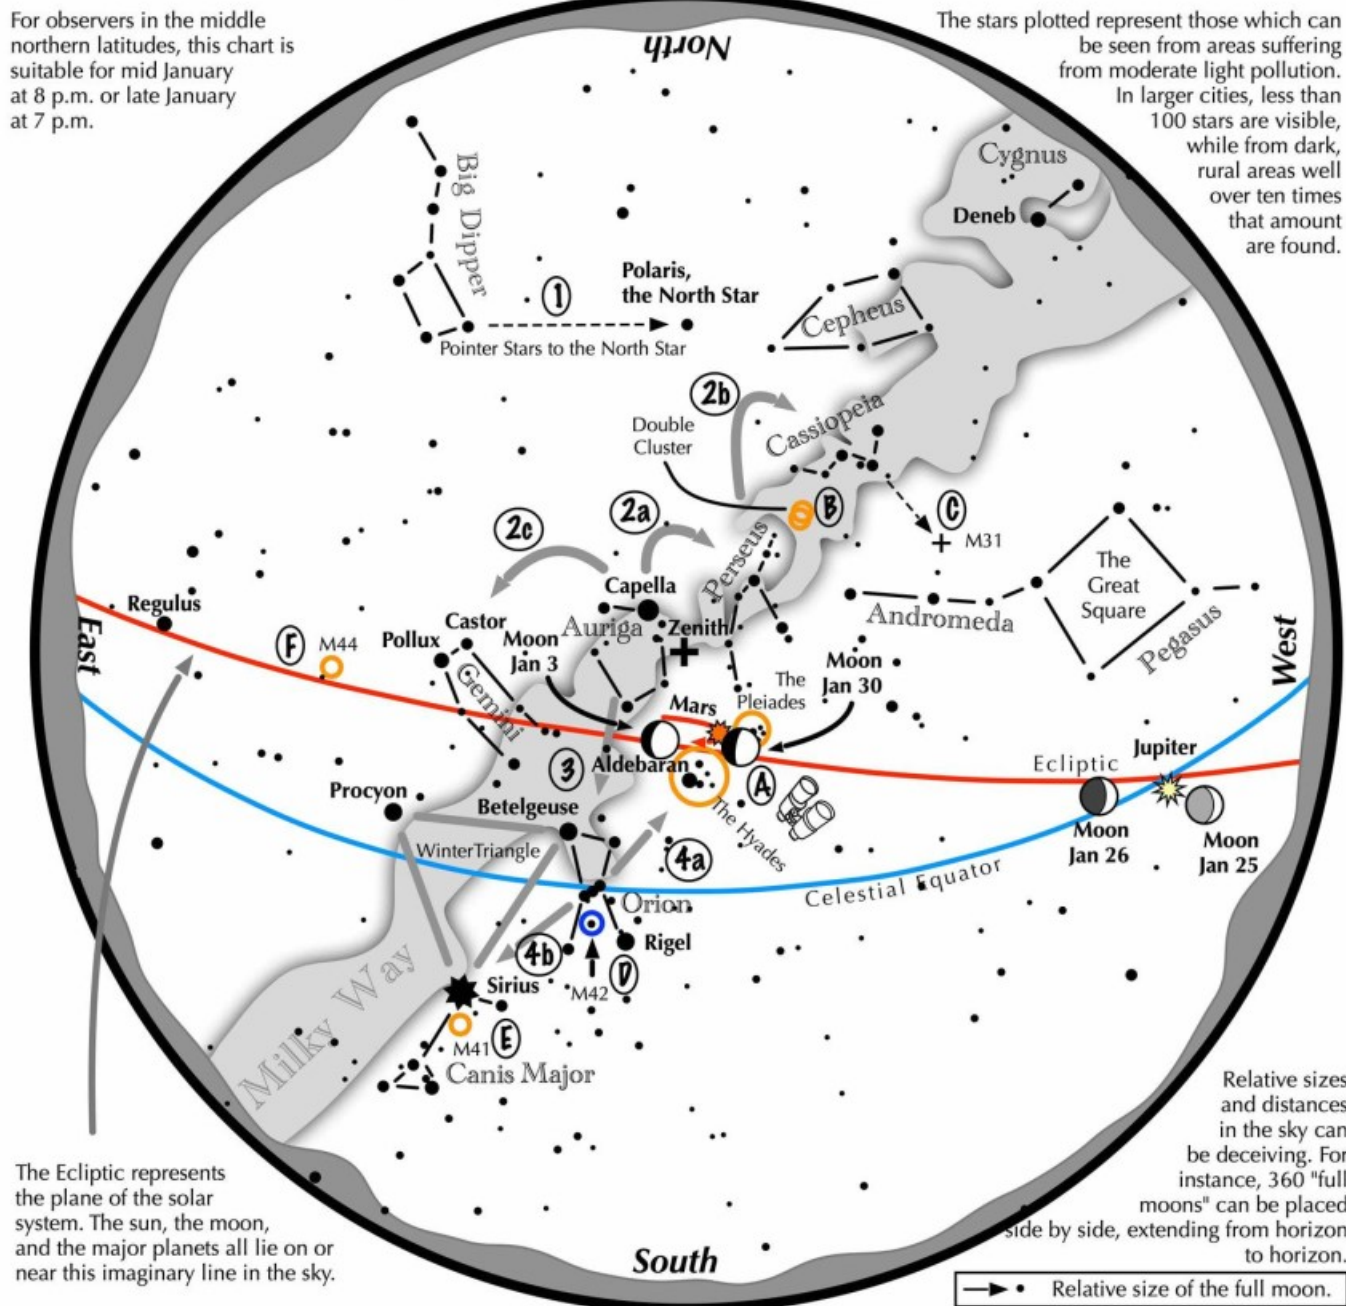 For observers in the middle
northern latitudes, this chart is
suitable for mid January
at 8 p.m. or late January
at 7 p.m.
The stars plotted represent those which can
be seen from areas suffering
from moderate light pollution.
In larger cities, less than
100 stars are visible,
while from dark,
rural areas well
over ten times
that amount
are found.
North
Big Dipper
Cygnus
Deneb
1
Polaris,
the North Star
Pointer Stars to the North Star
Cepheus
2b
Double
Cluster
Cassiopeia
2c
2a
B
C
M31
Perseus
The
Great
Square
Pegasus
Andromeda
Capella
Auriga
Zenith
Regulus
East
F
M44
Castor
Pollux
Gemini
Moon
Jan 3
Moon
Jan 30
The
Pleiades
Mars
West
3
Aldebaran
A
The Hyades
Ecliptic
Jupiter
Moon
Jan 26
Moon
Jan 25
Procyon
Betelgeuse
WinterTriangle
4a
Celestial Equator
Orion
4b
Rigel
D
M42
Sirius
M41
E
Canis Major
Milky Way
The Ecliptic represents
the plane of the solar
system. The sun, the moon,
and the major planets all lie on or
near this imaginary line in the sky.
South
Relative sizes
and distances
in the sky can
be deceiving. For
instance, 360 "full
moons" can be placed
side by side, extending from horizon
to horizon.
Relative size of the full moon.